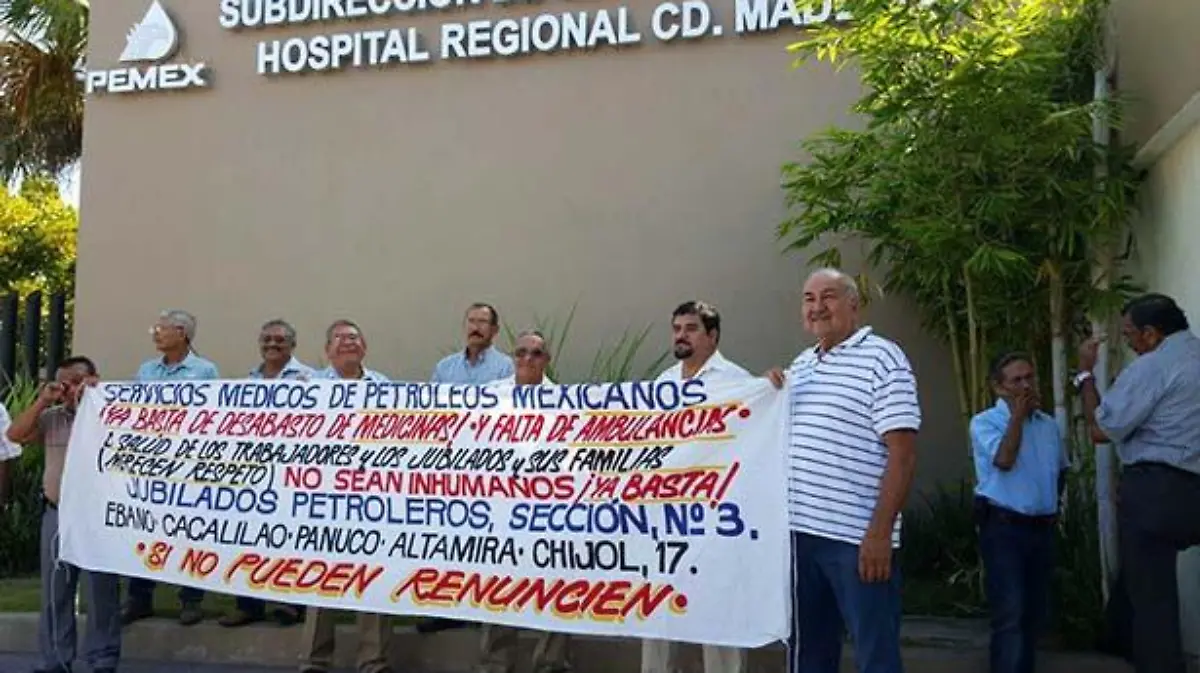 PEMEX
SUBDIRECCIÓN
HOSPITAL REGIONAL CD. MADE
SERVICIOS MEDICOS DE PETROLEOS MEXICANOS
¡YA BASTA DE DESABASTO DE MEDICINAS! Y FALTA DE AMBULANCIAS.
L SALUD DE LOS TRABAJADORES Y LOS JUBILADOS Y SUS FAMILIAS
(MERECEN RESPETO) NO SEAN INHUMANOS ¡YA BASTA!
JUBILADOS PETROLEROS, SECCION, Nº 3.
EBANO·CACALILAO·PANUCO·ALTAMIRA·CHIJOL, 17.
·SI NO PUEDEN RENUNCIEN·